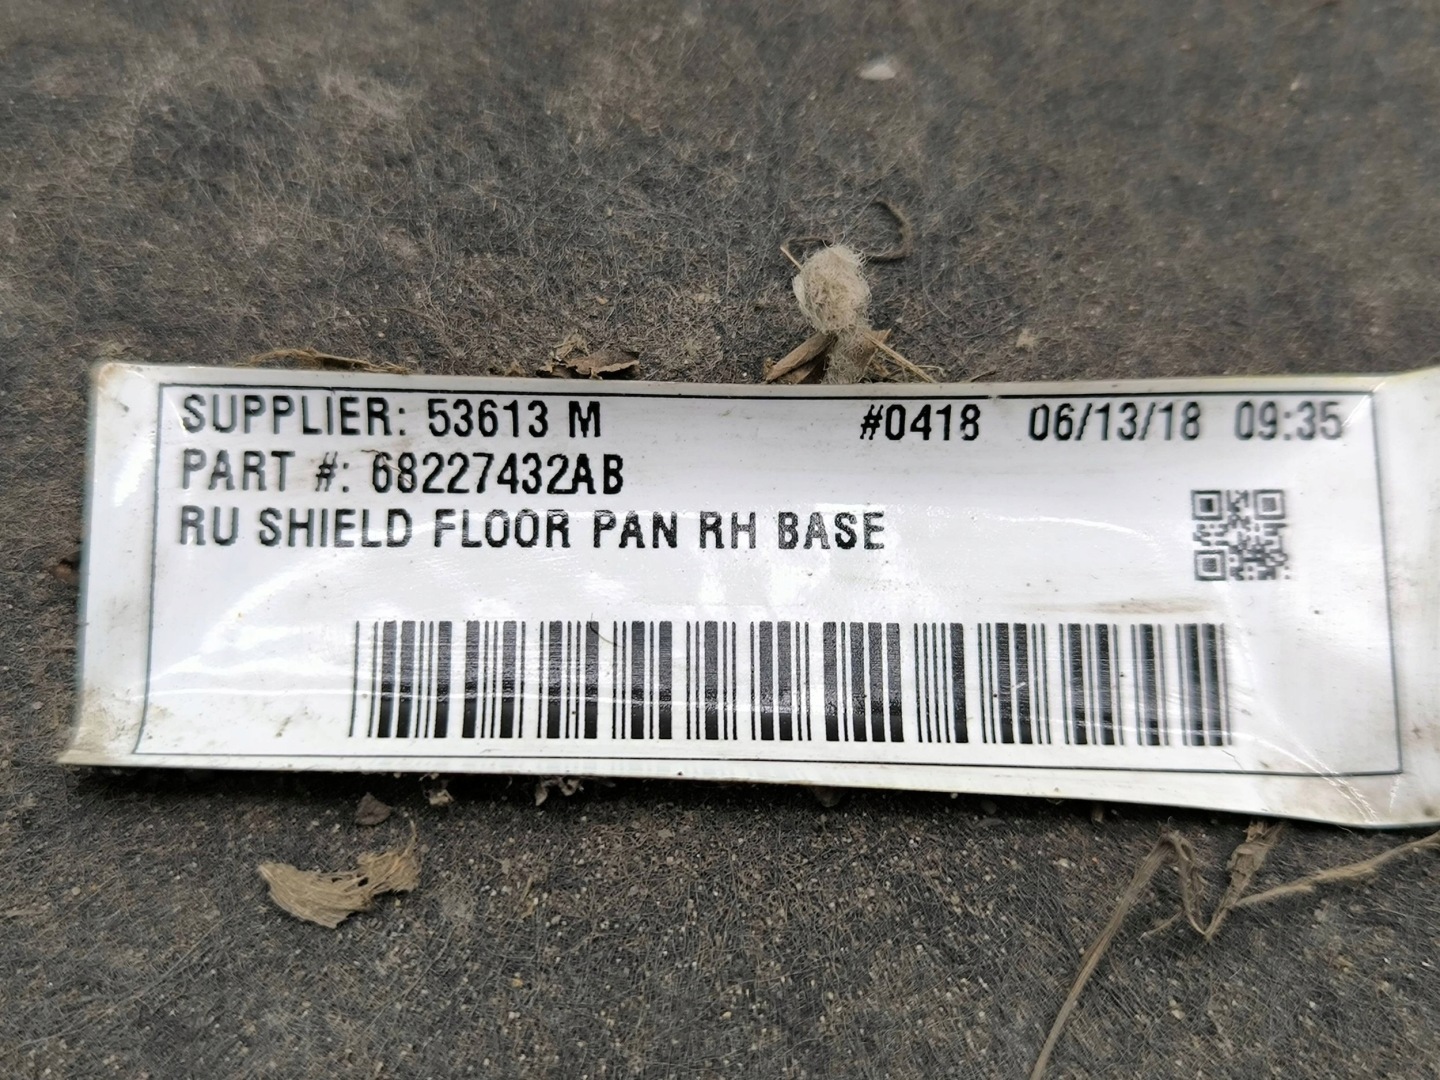 SUPPLIER: 53613 M #0418 06/13/18 09:35
PART #: 68227432AB
RU SHIELD FLOOR PAN RH BASE